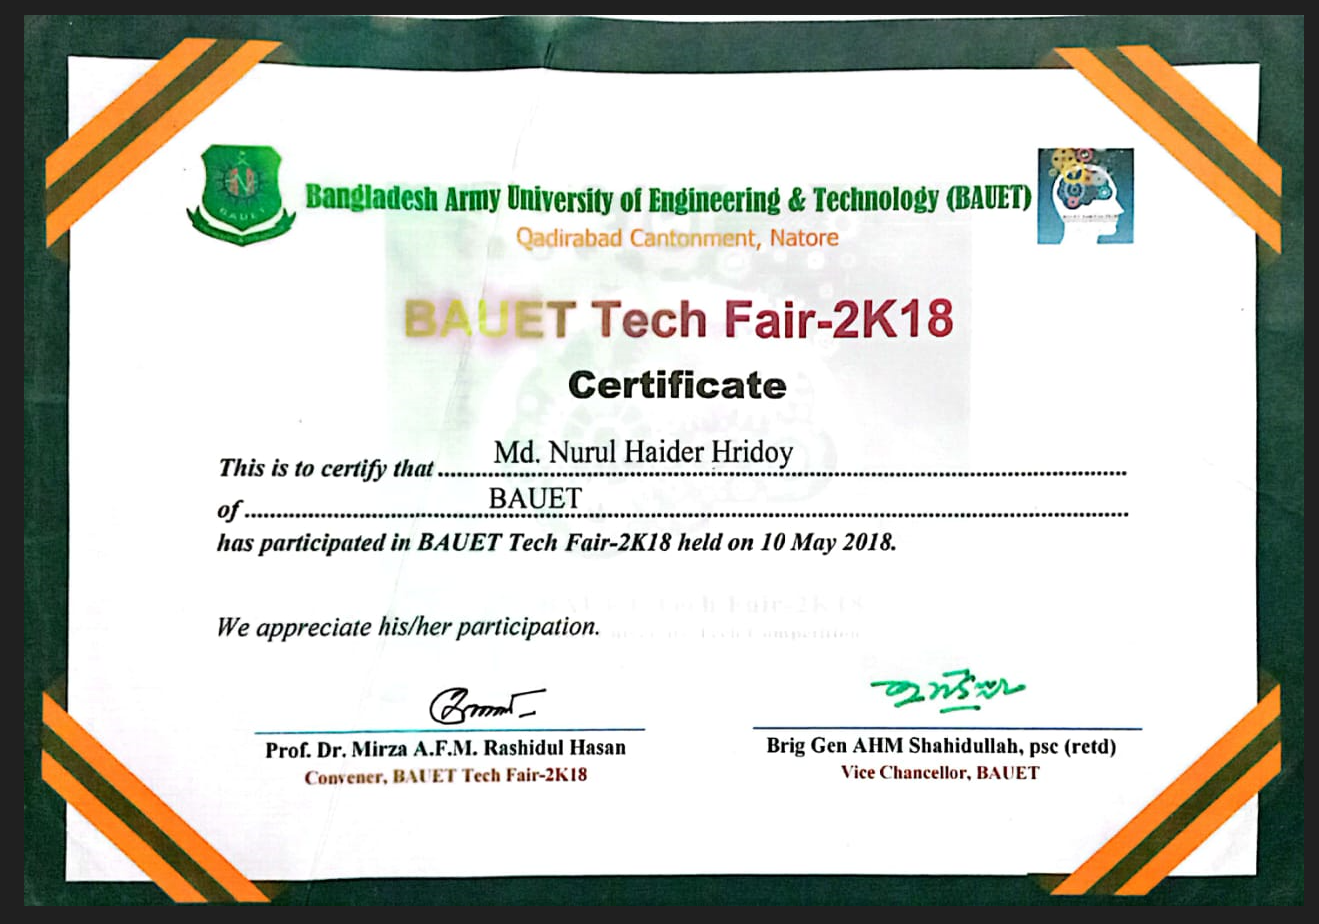 Bangladesh Army University of Engineering & Technology (BAUET)
Qadirabad Cantonment, Natore
BAUET
BAUET Tech Fair-2K18
Certificate
This is to certify that Md. Nurul Haider Hridoy
of BAUET
has participated in BAUET Tech Fair-2K18 held on 10 May 2018.
We appreciate his/her participation.
Prof. Dr. Mirza A.F.M. Rashidul Hasan
Convener, BAUET Tech Fair-2K18
Brig Gen AHM Shahidullah, psc (retd)
Vice Chancellor, BAUET